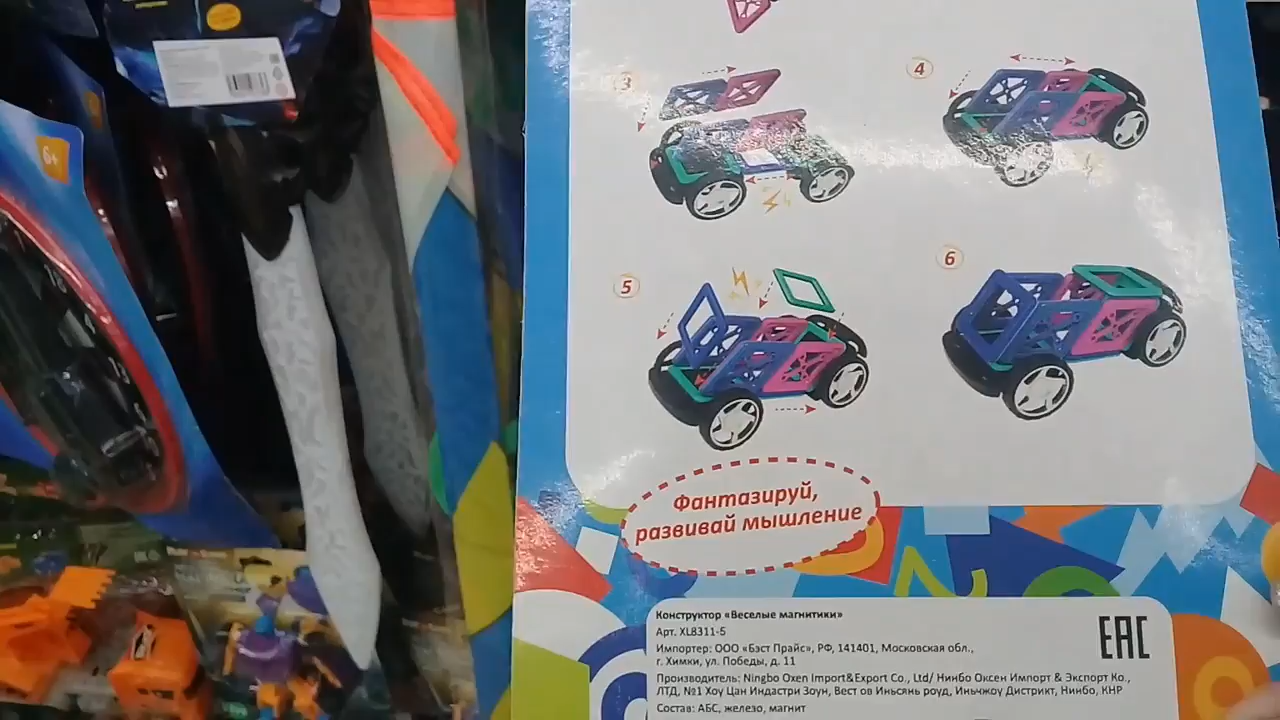 6+
3
4
5
6
Фантазируй,
развивай мышление
Конструктор «Веселые магнитики»
Арт. XL8311-5
Импортер: ООО «Бэст Прайс», РФ, 141401, Московская обл.,
г. Химки, ул. Победы, д. 11
Производитель: Ningbo Oxen Import&Export Co., Ltd/ Нинбо Оксен Импорт & Экспорт Ко.,
ЛТД, №1 Хоу Цан Индастри Зоун, Вест ов Иньсянь роуд, Иньчжоу Дистрикт, Нинбо, КНР
Состав: АБС, железо, магнит
EAC